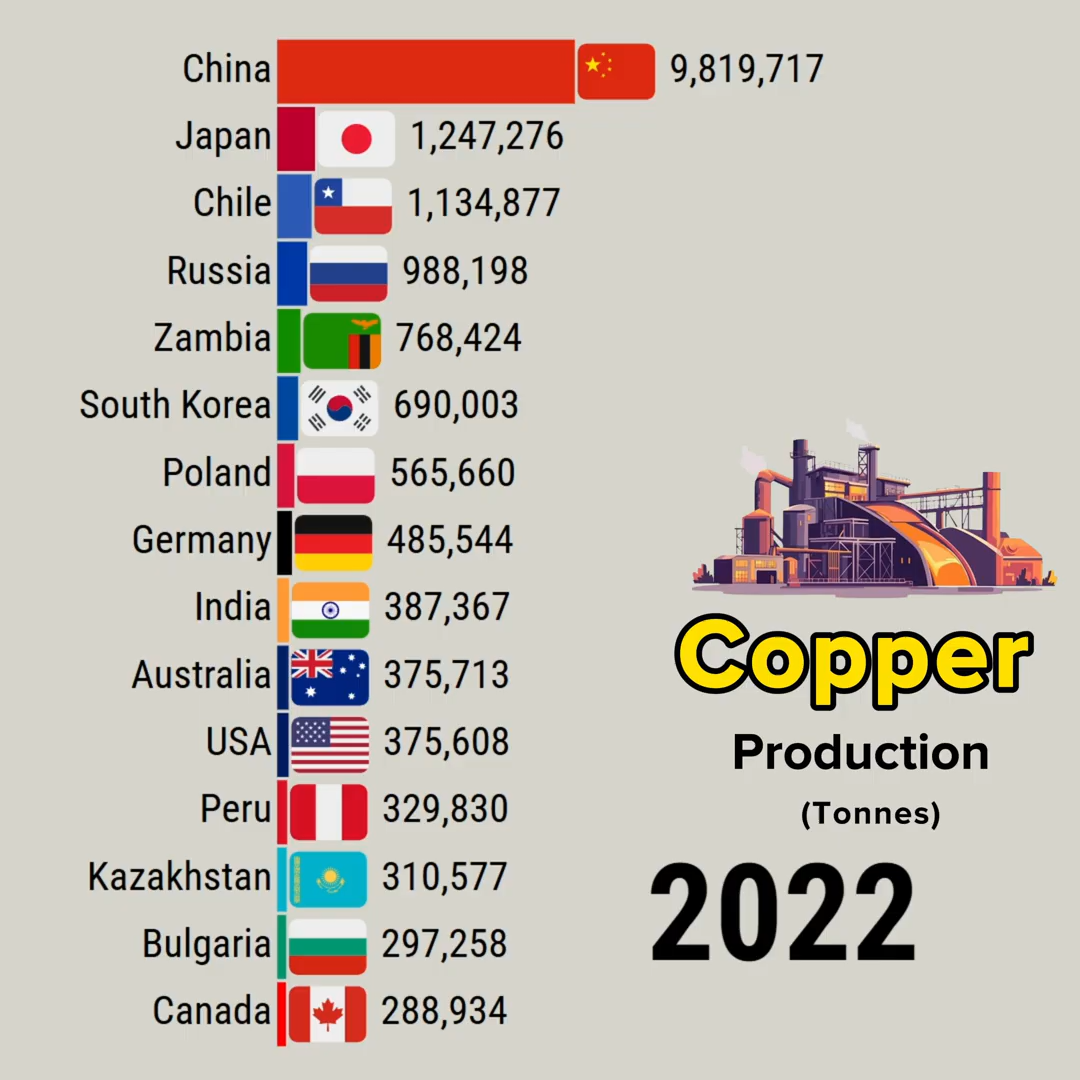 China 9,819,717
Japan 1,247,276
Chile 1,134,877
Russia 988,198
Zambia 768,424
South Korea 690,003
Poland 565,660
Germany 485,544
India 387,367
Australia 375,713
USA 375,608
Peru 329,830
Kazakhstan 310,577
Bulgaria 297,258
Canada 288,934
Copper
Production
(Tonnes)
2022